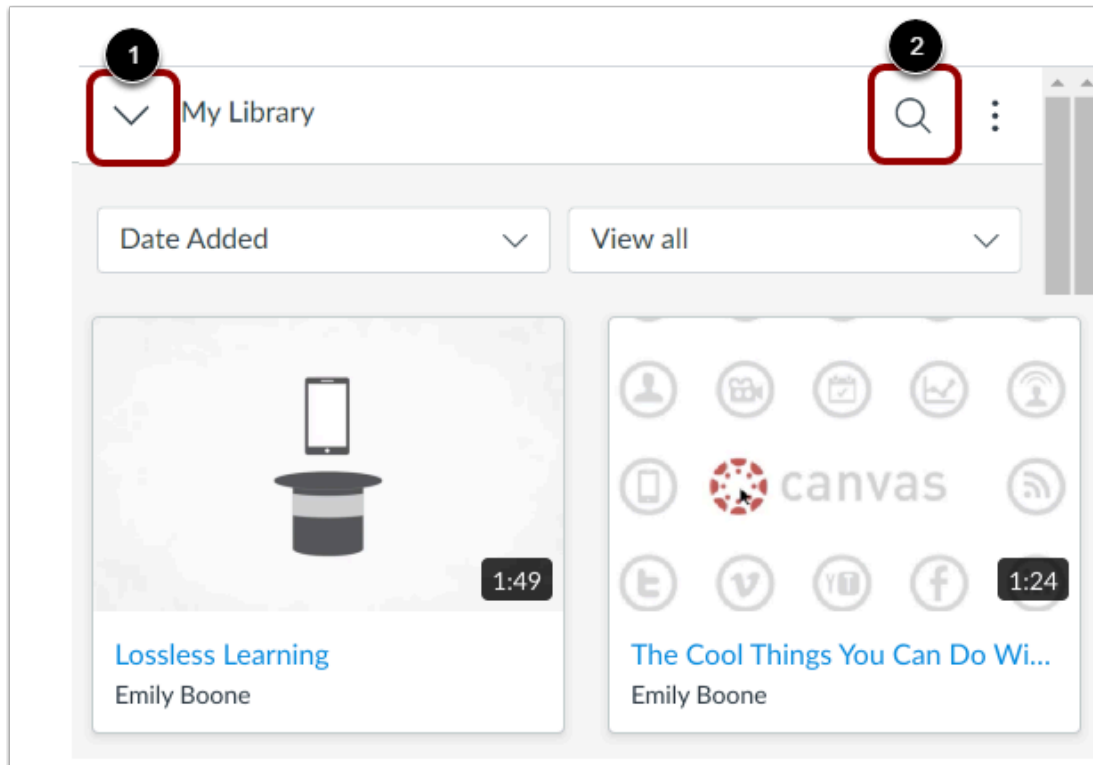 1
2
My Library
Date Added
View all
canvas
1:49
1:24
Lossless Learning
The Cool Things You Can Do Wi...
Emily Boone
Emily Boone